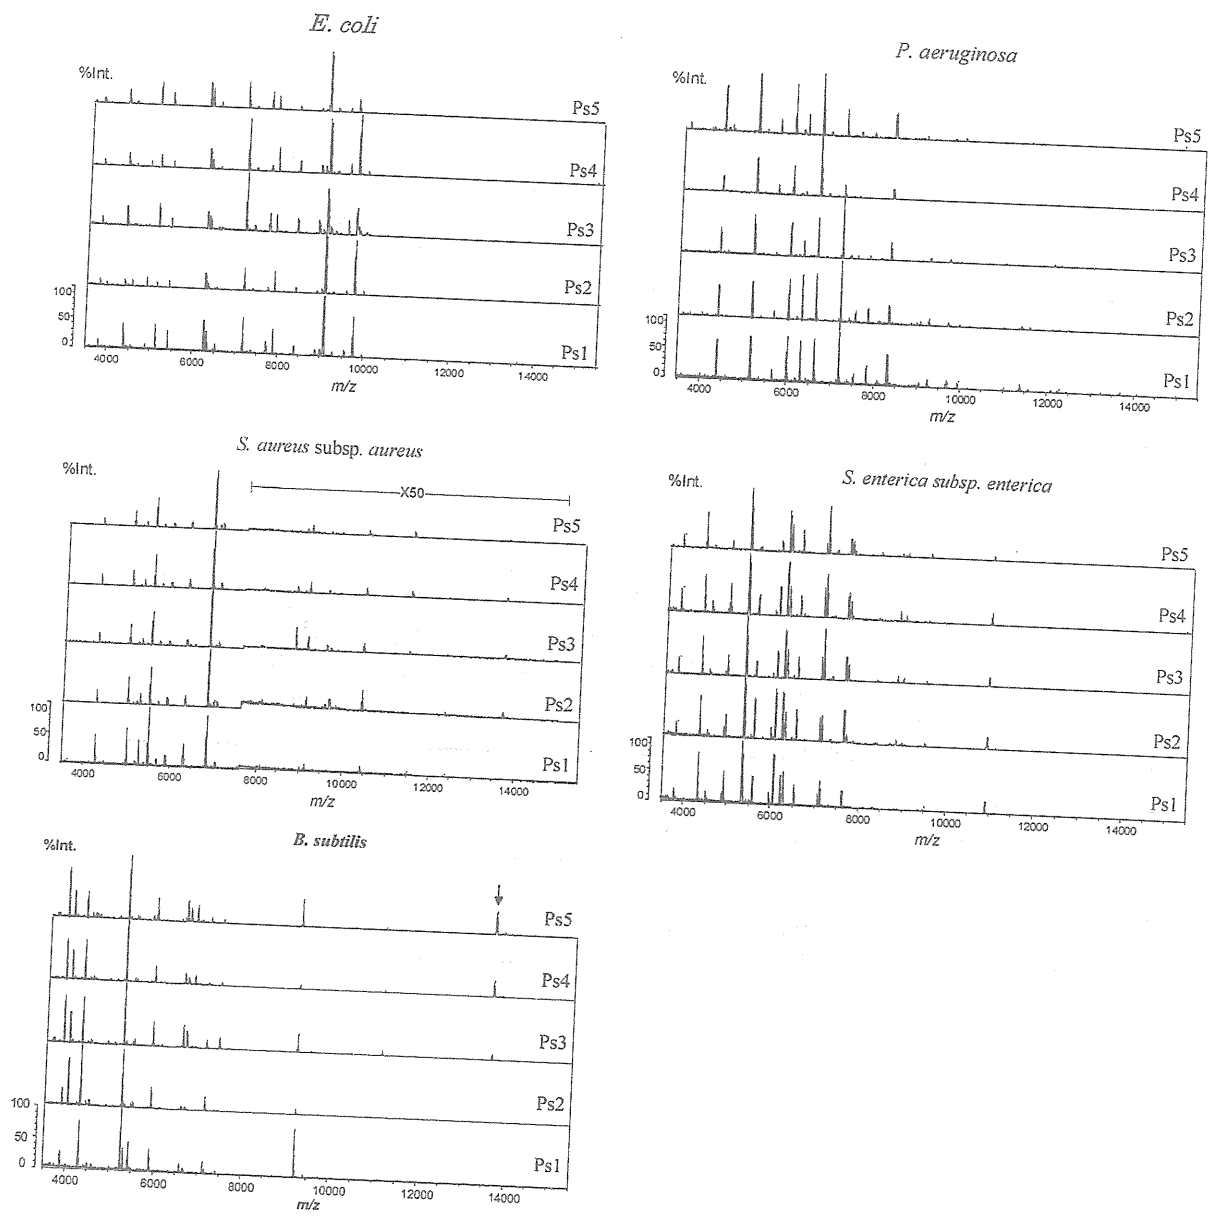 E. coli
%Int.
Ps5
Ps4
Ps3
Ps2
100
50
Ps1
0
4000 6000 8000 10000 12000 14000
m/z
P. aeruginosa
%Int.
Ps5
Ps4
Ps3
Ps2
100
50
Ps1
0
4000 6000 8000 10000 12000 14000
m/z
S. aureus subsp. aureus
%Int.
X50
Ps5
Ps4
Ps3
Ps2
100
50
Ps1
0
4000 6000 8000 10000 12000 14000
m/z
S. enterica subsp. enterica
%Int.
Ps5
Ps4
Ps3
Ps2
100
50
Ps1
0
4000 6000 8000 10000 12000 14000
m/z
B. subtilis
%Int.
Ps5
Ps4
Ps3
Ps2
100
50
Ps1
0
4000 6000 8000 10000 12000 14000
m/z